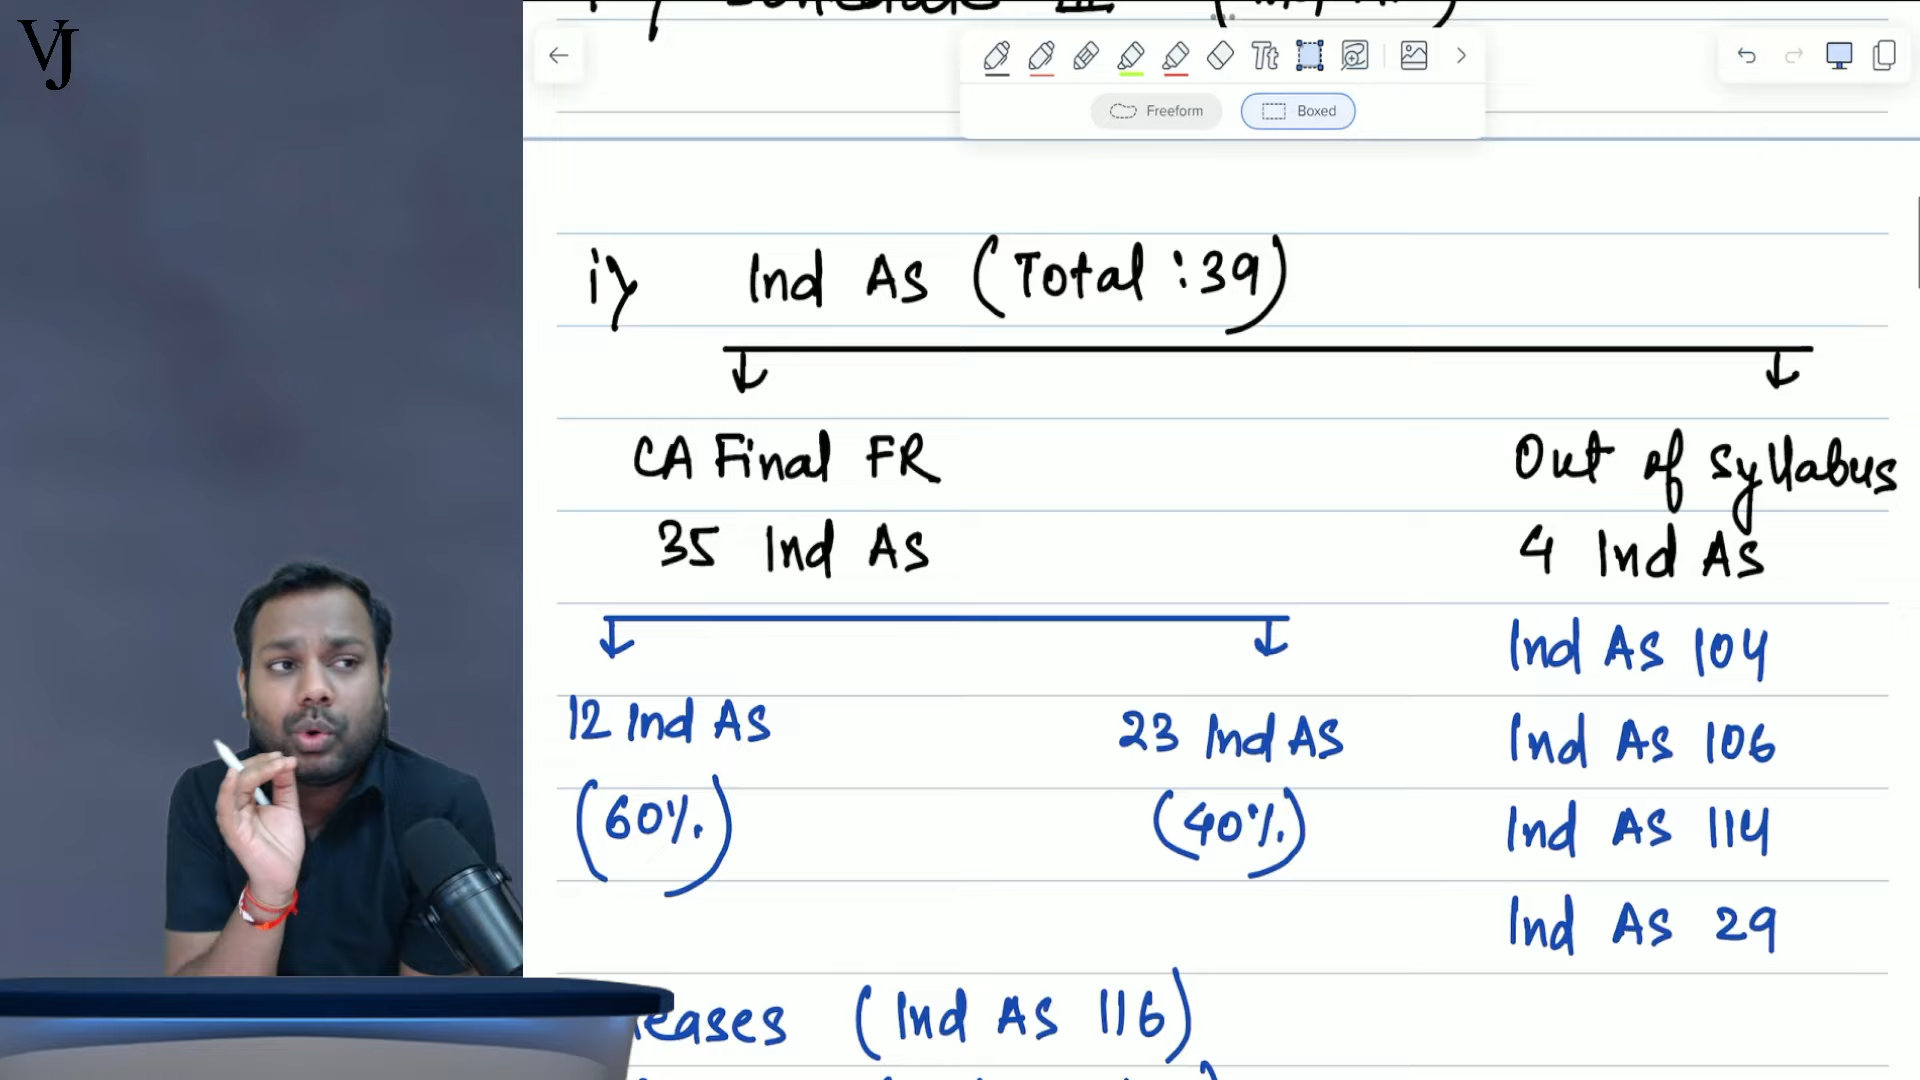 VJ
Freeform
Boxed
i) Ind AS (Total : 39)
CA Final FR
35 Ind AS
Out of Syllabus
4 Ind AS
12 Ind AS
(60%)
23 Ind AS
(40%)
Ind AS 104
Ind AS 106
Ind AS 114
Ind AS 29
(Ind AS 116)